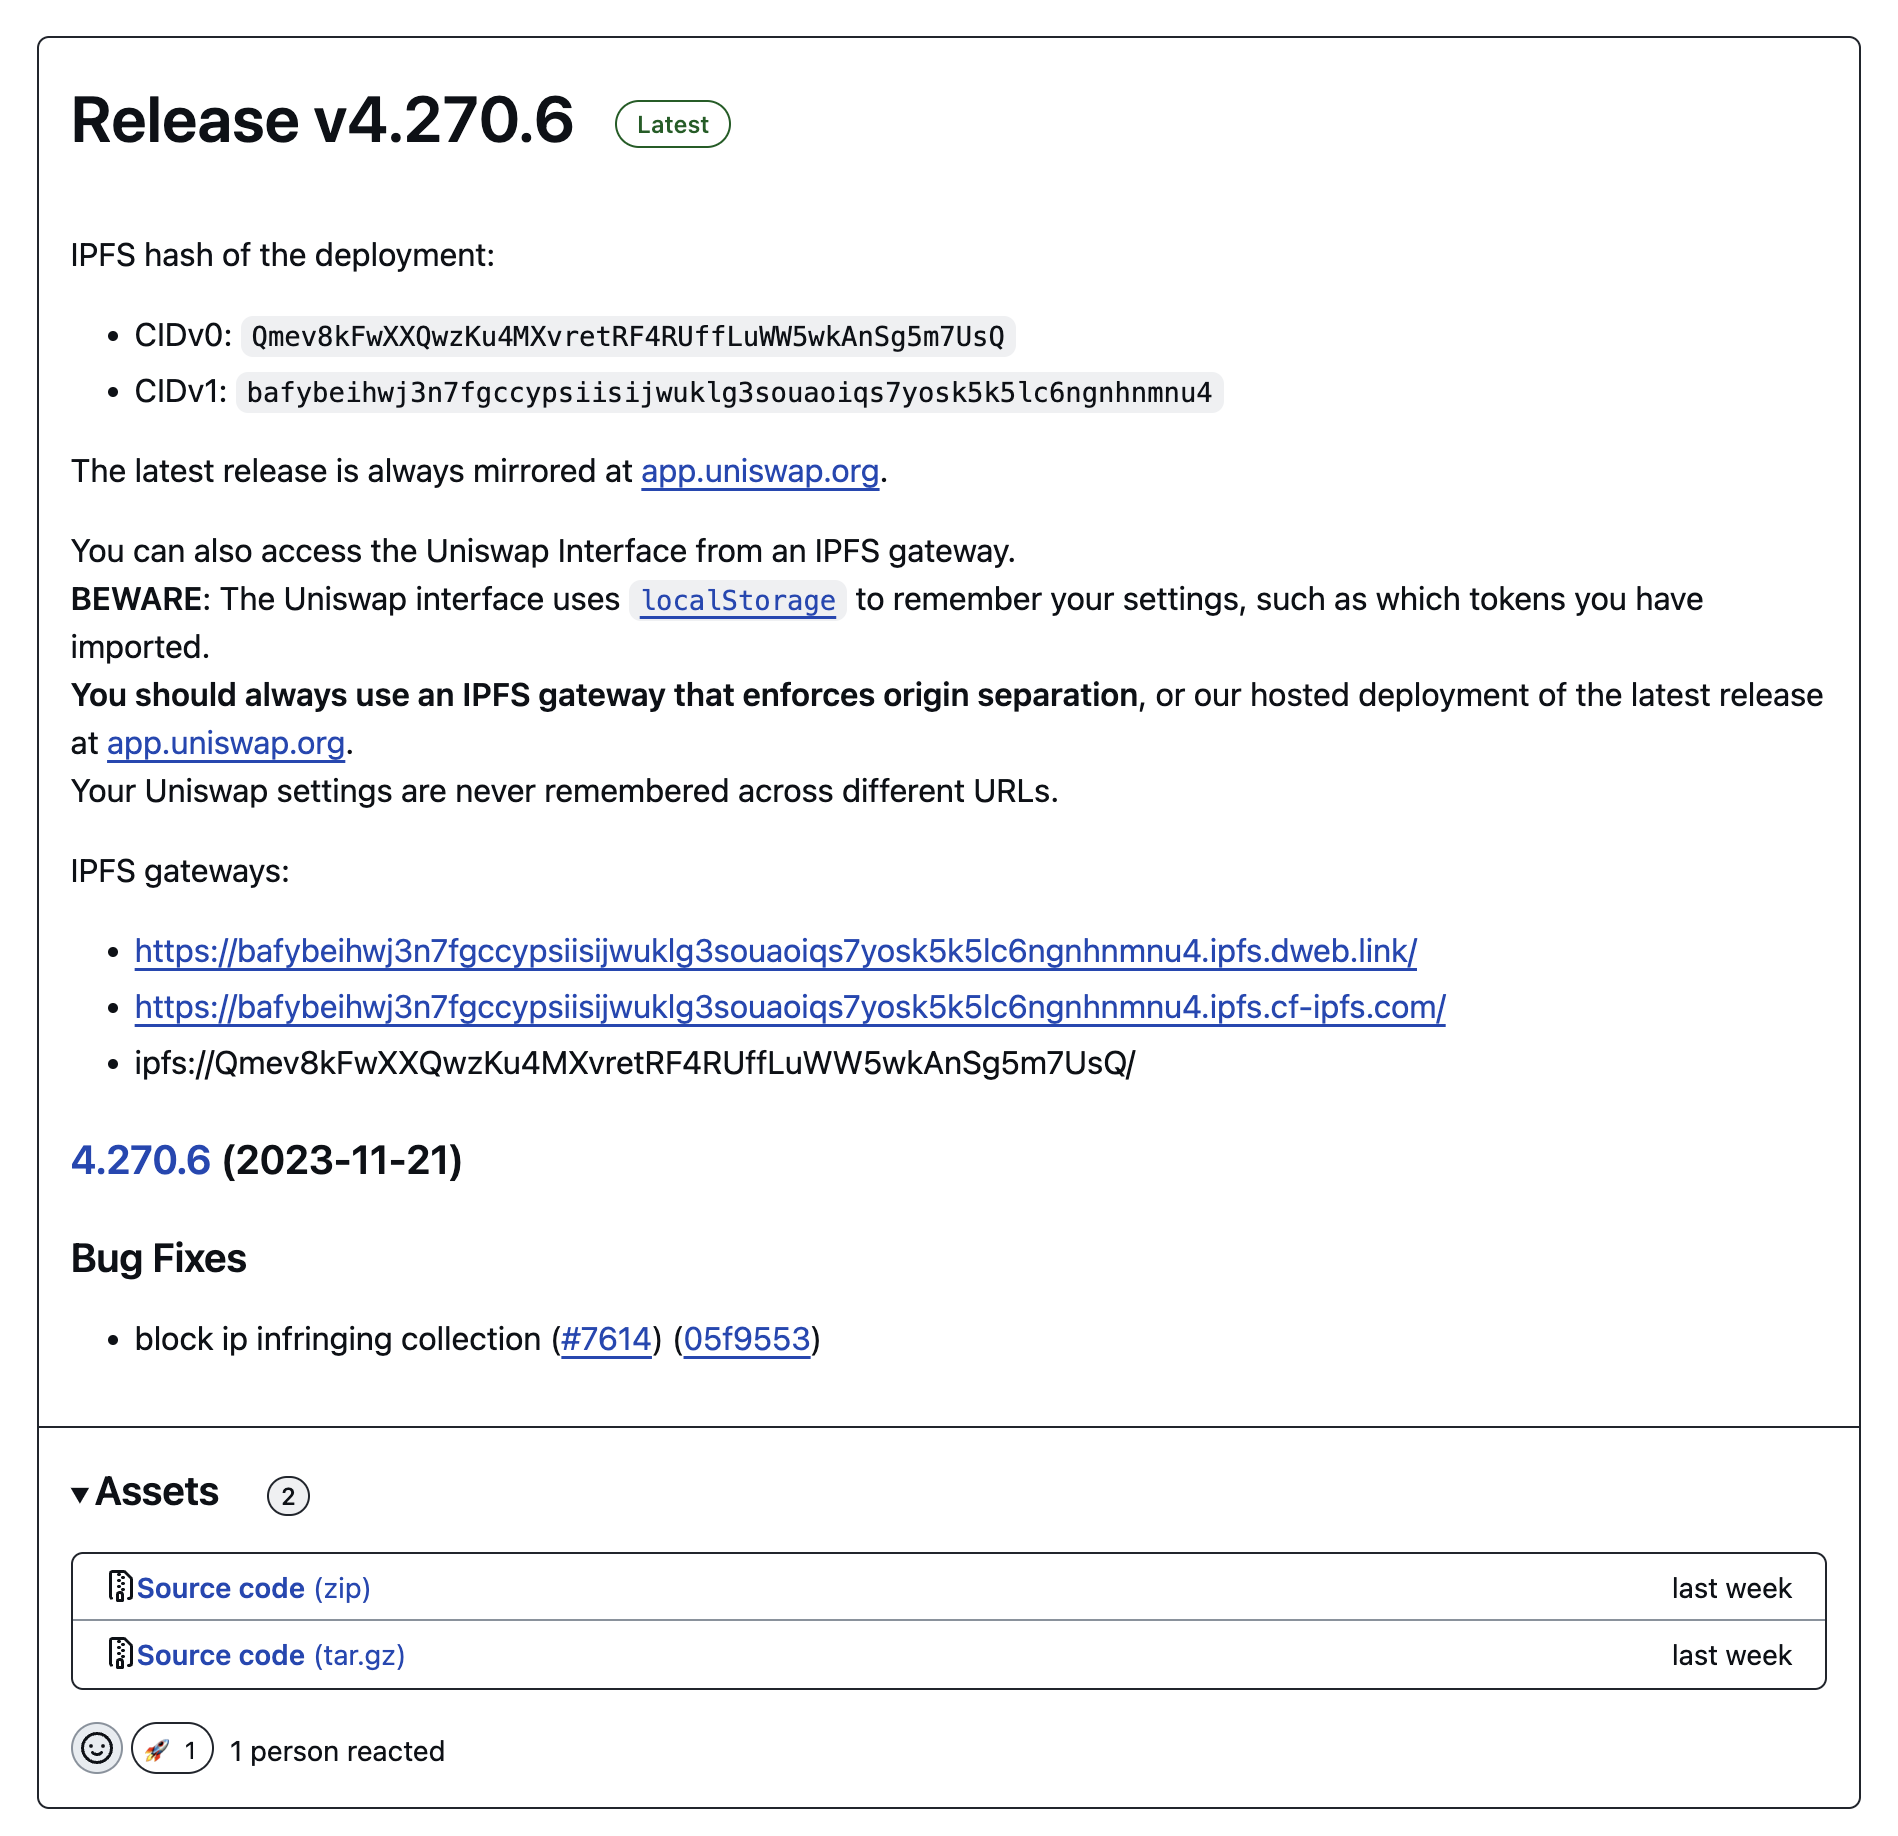 Release v4.270.6 Latest
IPFS hash of the deployment:
• CIDv0: Qmev8kFwXXQwzKu4MXvretRF4RUffLuWW5wkAnSg5m7UsQ
• CIDv1: bafybeihwj3n7fgccypsiisijwuklg3souaoiqs7yosk5k5lc6ngnhnmnu4
The latest release is always mirrored at app.uniswap.org.
You can also access the Uniswap Interface from an IPFS gateway.
BEWARE: The Uniswap interface uses localStorage to remember your settings, such as which tokens you have
imported.
You should always use an IPFS gateway that enforces origin separation, or our hosted deployment of the latest release
at app.uniswap.org.
Your Uniswap settings are never remembered across different URLs.
IPFS gateways:
• https://bafybeihwj3n7fgccypsiisijwuklg3souaoiqs7yosk5k5lc6ngnhnmnu4.ipfs.dweb.link/
• https://bafybeihwj3n7fgccypsiisijwuklg3souaoiqs7yosk5k5lc6ngnhnmnu4.ipfs.cf-ipfs.com/
• ipfs://Qmev8kFwXXQwzKu4MXvretRF4RUffLuWW5wkAnSg5m7UsQ/
4.270.6 (2023-11-21)
Bug Fixes
• block ip infringing collection (#7614) (05f9553)
Assets 2
Source code (zip) last week
Source code (tar.gz) last week
🚀 1 1 person reacted